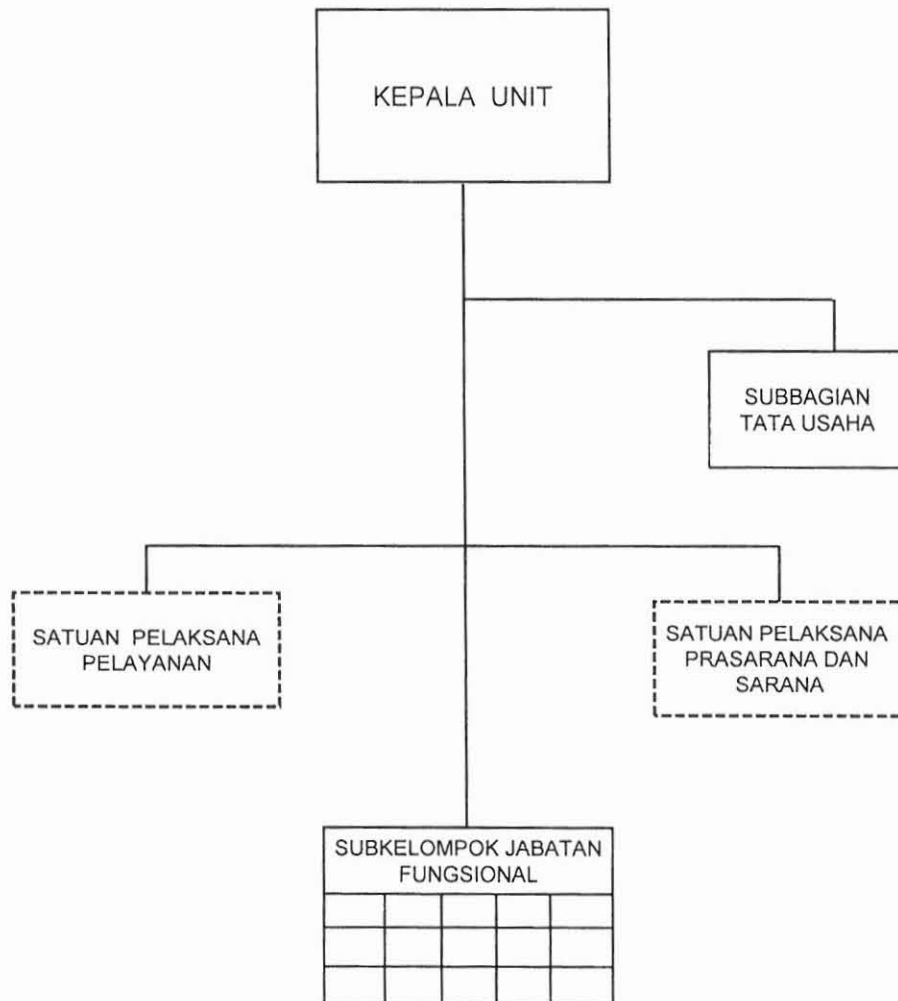 KEPALA UNIT
SUBBAGIAN
TATA USAHA
SATUAN PELAKSANA
PELAYANAN
SATUAN PELAKSANA
PRASARANA DAN
SARANA
SUBKELOMPOK JABATAN
FUNGSIONAL